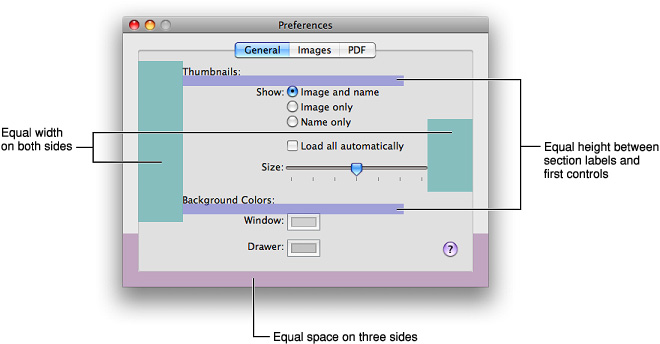 Preferences
General Images PDF
Thumbnails:
Show: Image and name
Image only
Name only
Load all automatically
Size:
Background Colors:
Window:
Drawer:
?
Equal width
on both sides
Equal height between
section labels and
first controls
Equal space on three sides